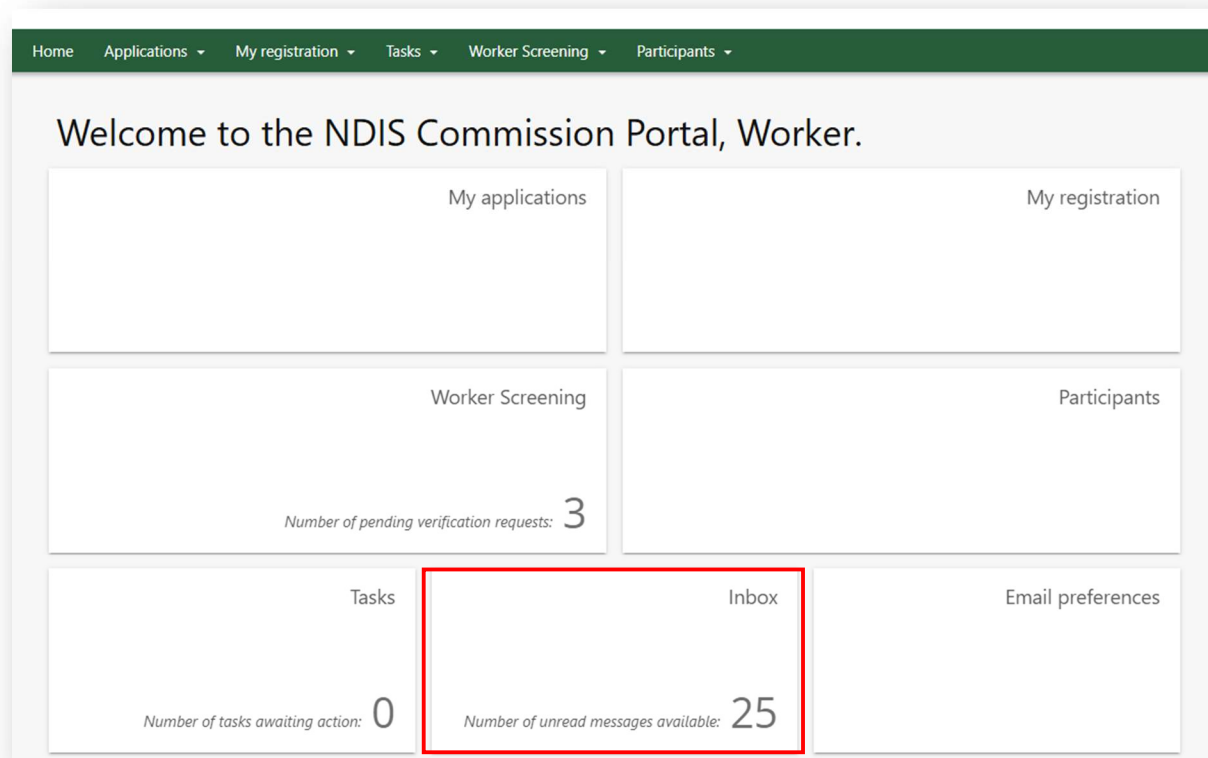 Home Applications My registration Tasks Worker Screening Participants
Welcome to the NDIS Commission Portal, Worker.
My applications
My registration
Worker Screening
Number of pending verification requests: 3
Participants
Tasks
Number of tasks awaiting action: 0
Inbox
Number of unread messages available: 25
Email preferences